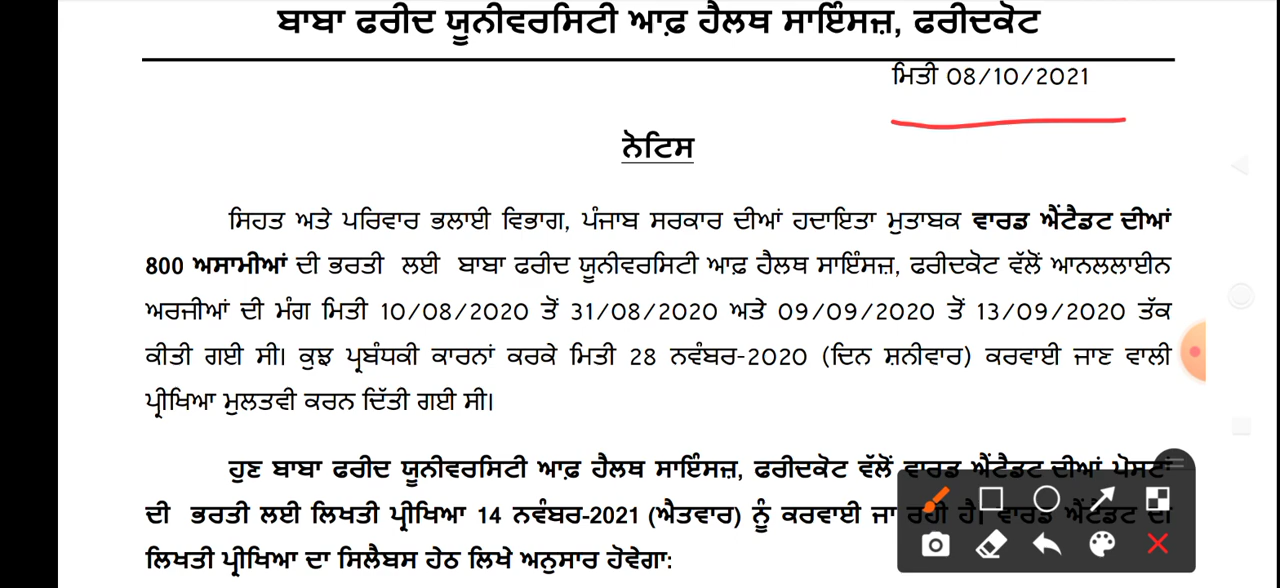 ਬਾਬਾ ਫਰੀਦ ਯੂਨੀਵਰਸਿਟੀ ਆਫ਼ ਹੈਲਥ ਸਾਇੰਸਜ਼, ਫਰੀਦਕੋਟ
ਮਿਤੀ 08/10/2021
ਨੋਟਿਸ
ਸਿਹਤ ਅਤੇ ਪਰਿਵਾਰ ਭਲਾਈ ਵਿਭਾਗ, ਪੰਜਾਬ ਸਰਕਾਰ ਦੀਆਂ ਹਦਾਇਤਾ ਮੁਤਾਬਕ ਵਾਰਡ ਐਂਟੈਡਟ ਦੀਆਂ
800 ਅਸਾਮੀਆਂ ਦੀ ਭਰਤੀ ਲਈ ਬਾਬਾ ਫਰੀਦ ਯੂਨੀਵਰਸਿਟੀ ਆਫ਼ ਹੈਲਥ ਸਾਇੰਸਜ਼, ਫਰੀਦਕੋਟ ਵੱਲੋਂ ਆਨਲਲਾਈਨ
ਅਰਜੀਆਂ ਦੀ ਮੰਗ ਮਿਤੀ 10/08/2020 ਤੋਂ 31/08/2020 ਅਤੇ 09/09/2020 ਤੋਂ 13/09/2020 ਤੱਕ
ਕੀਤੀ ਗਈ ਸੀ। ਕੁਝ ਪ੍ਰਬੰਧਕੀ ਕਾਰਨਾਂ ਕਰਕੇ ਮਿਤੀ 28 ਨਵੰਬਰ-2020 (ਦਿਨ ਸ਼ਨੀਵਾਰ) ਕਰਵਾਈ ਜਾਣ ਵਾਲੀ
ਪ੍ਰੀਖਿਆ ਮੁਲਤਵੀ ਕਰਨ ਦਿੱਤੀ ਗਈ ਸੀ।
ਹੁਣ ਬਾਬਾ ਫਰੀਦ ਯੂਨੀਵਰਸਿਟੀ ਆਫ਼ ਹੈਲਥ ਸਾਇੰਸਜ਼, ਫਰੀਦਕੋਟ ਵੱਲੋਂ ਵਾਰਡ ਐਂਟੈਡਟ ਦੀਆਂ ਪੋਸਟਾਂ
ਦੀ ਭਰਤੀ ਲਈ ਲਿਖਤੀ ਪ੍ਰੀਖਿਆ 14 ਨਵੰਬਰ-2021 (ਐਤਵਾਰ) ਨੂੰ ਕਰਵਾਈ ਜਾ ਰਹੀ ਹੈ। ਵਾਰਡ ਐਂਟੈਡਟ ਦੀ
ਲਿਖਤੀ ਪ੍ਰੀਖਿਆ ਦਾ ਸਿਲੈਬਸ ਹੇਠ ਲਿਖੇ ਅਨੁਸਾਰ ਹੋਵੇਗਾ: